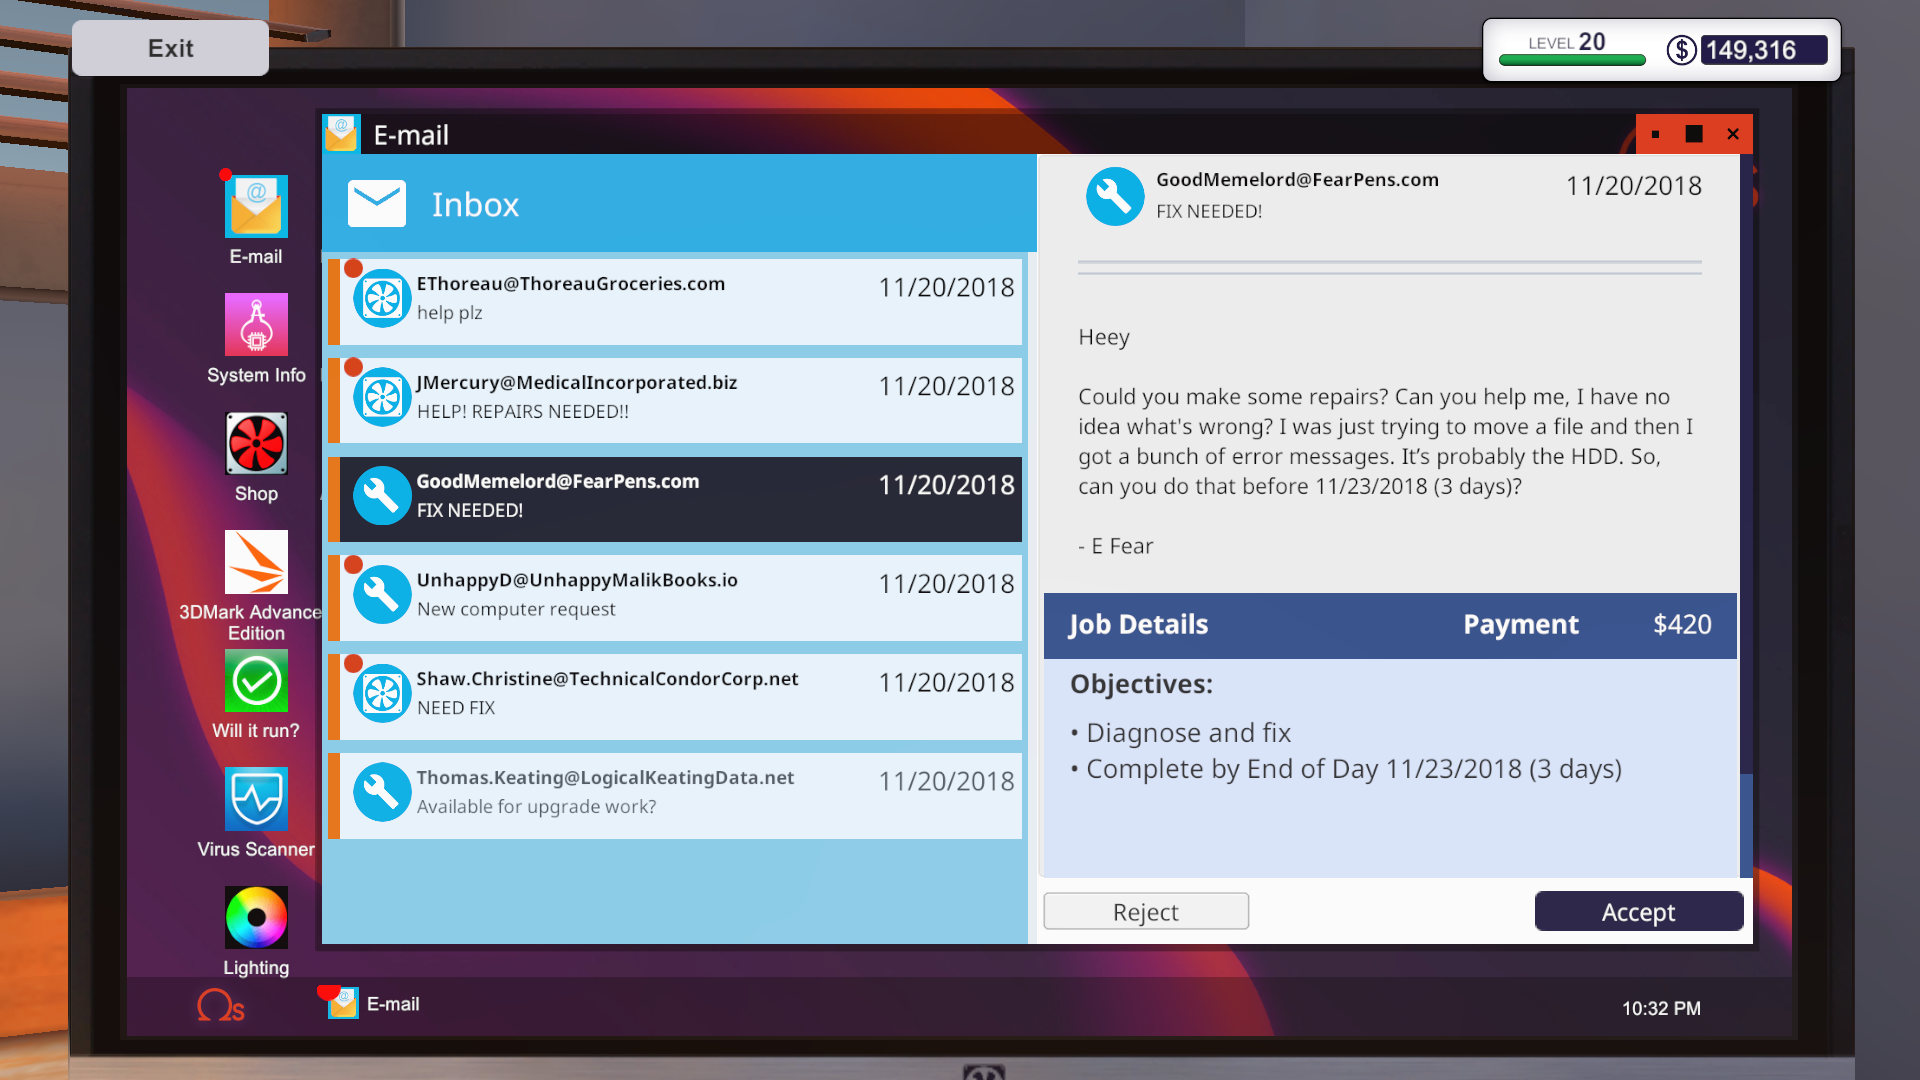 Exit
LEVEL 20
$ 149,316
E-mail
Inbox
EThoreau@ThoreauGroceries.com
11/20/2018
help plz
JMercury@MedicalIncorporated.biz
11/20/2018
HELP! REPAIRS NEEDED!!
GoodMemelord@FearPens.com
11/20/2018
FIX NEEDED!
UnhappyD@UnhappyMalikBooks.io
11/20/2018
New computer request
Shaw.Christine@TechnicalCondorCorp.net
11/20/2018
NEED FIX
Thomas.Keating@LogicalKeatingData.net
11/20/2018
Available for upgrade work?
GoodMemelord@FearPens.com
11/20/2018
FIX NEEDED!
Heey
Could you make some repairs? Can you help me, I have no
idea what's wrong? I was just trying to move a file and then I
got a bunch of error messages. It’s probably the HDD. So,
can you do that before 11/23/2018 (3 days)?
- E Fear
Job Details
Payment
$420
Objectives:
• Diagnose and fix
• Complete by End of Day 11/23/2018 (3 days)
Reject
Accept
E-mail
System Info
Shop
3DMark Advance
Edition
Will it run?
Virus Scanner
Lighting
Ωs
E-mail
10:32 PM